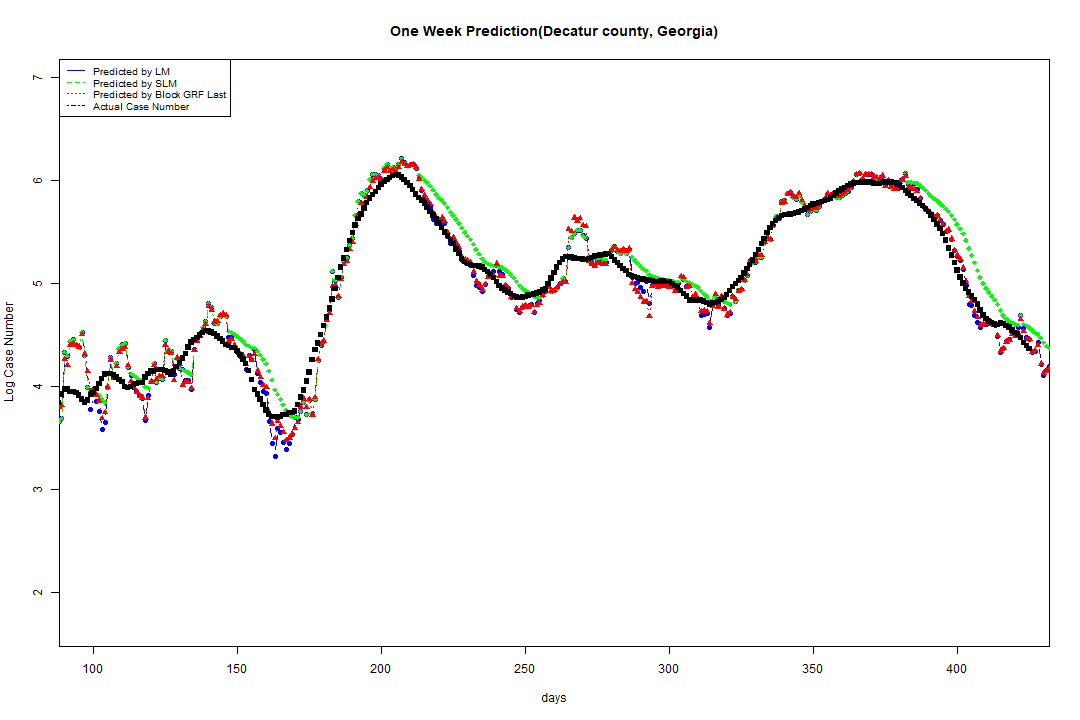 One Week Prediction(Decatur county, Georgia)
Predicted by LM
Predicted by SLM
Predicted by Block GRF Last
Actual Case Number
7
6
5
4
3
2
Log Case Number
100 150 200 250 300 350 400
days